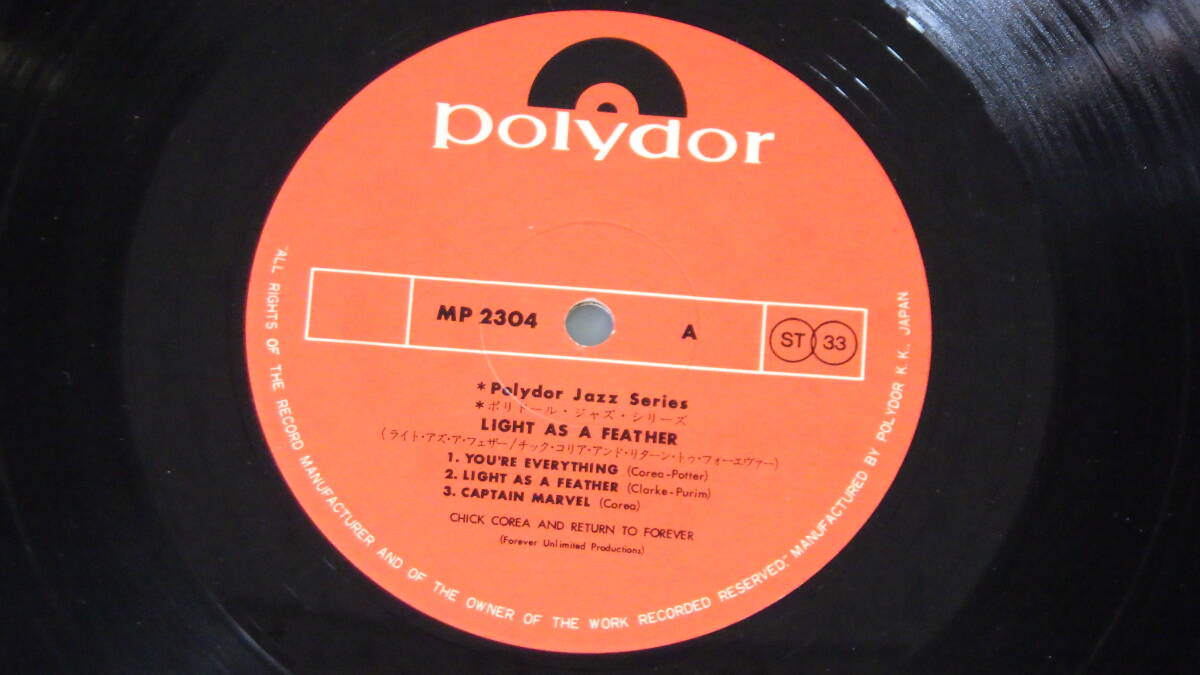 polydor
MP 2304
A
ST 33
*Polydor Jazz Series
*ポリドール・ジャズ・シリーズ
LIGHT AS A FEATHER
(ライト・アズ・ア・フェザー/チック・コリア・アンド・リターン・トゥ・フォーエヴァー)
1. YOU'RE EVERYTHING (Corea-Potter)
2. LIGHT AS A FEATHER (Clarke-Purim)
3. CAPTAIN MARVEL (Corea)
CHICK COREA AND RETURN TO FOREVER
(Forever Unlimited Productions)
"ALL RIGHTS OF THE RECORD MANUFACTURER AND OF THE OWNER OF THE WORK RECORDED RESERVED." MANUFACTURED BY POLYDOR K.K., JAPAN